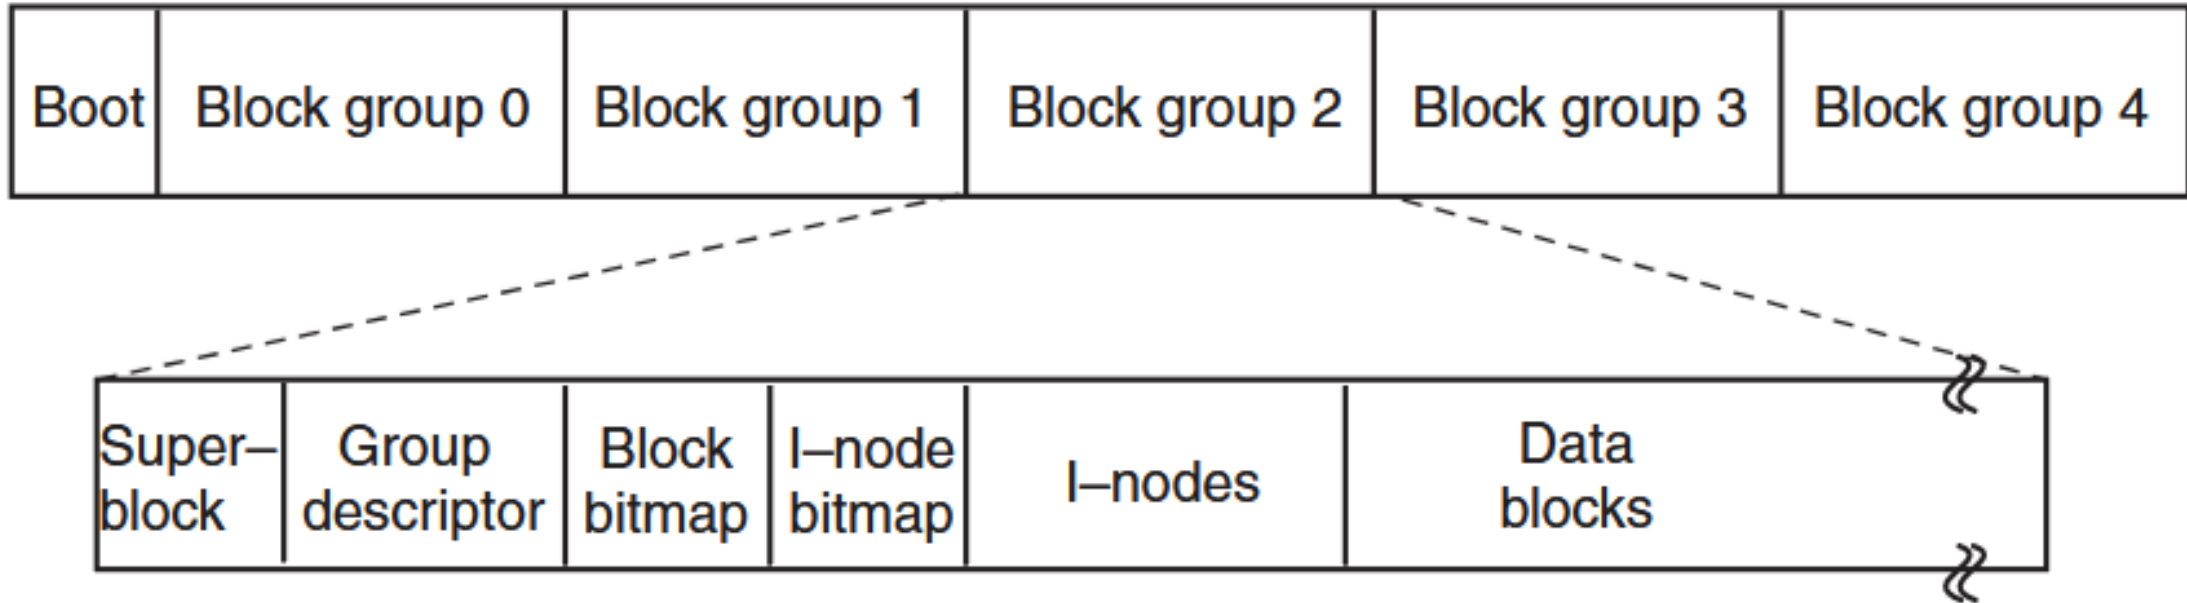 Boot Block group 0 Block group 1 Block group 2 Block group 3 Block group 4
Super–
block
Group
descriptor
Block
bitmap
I–node
bitmap
I–nodes
Data
blocks